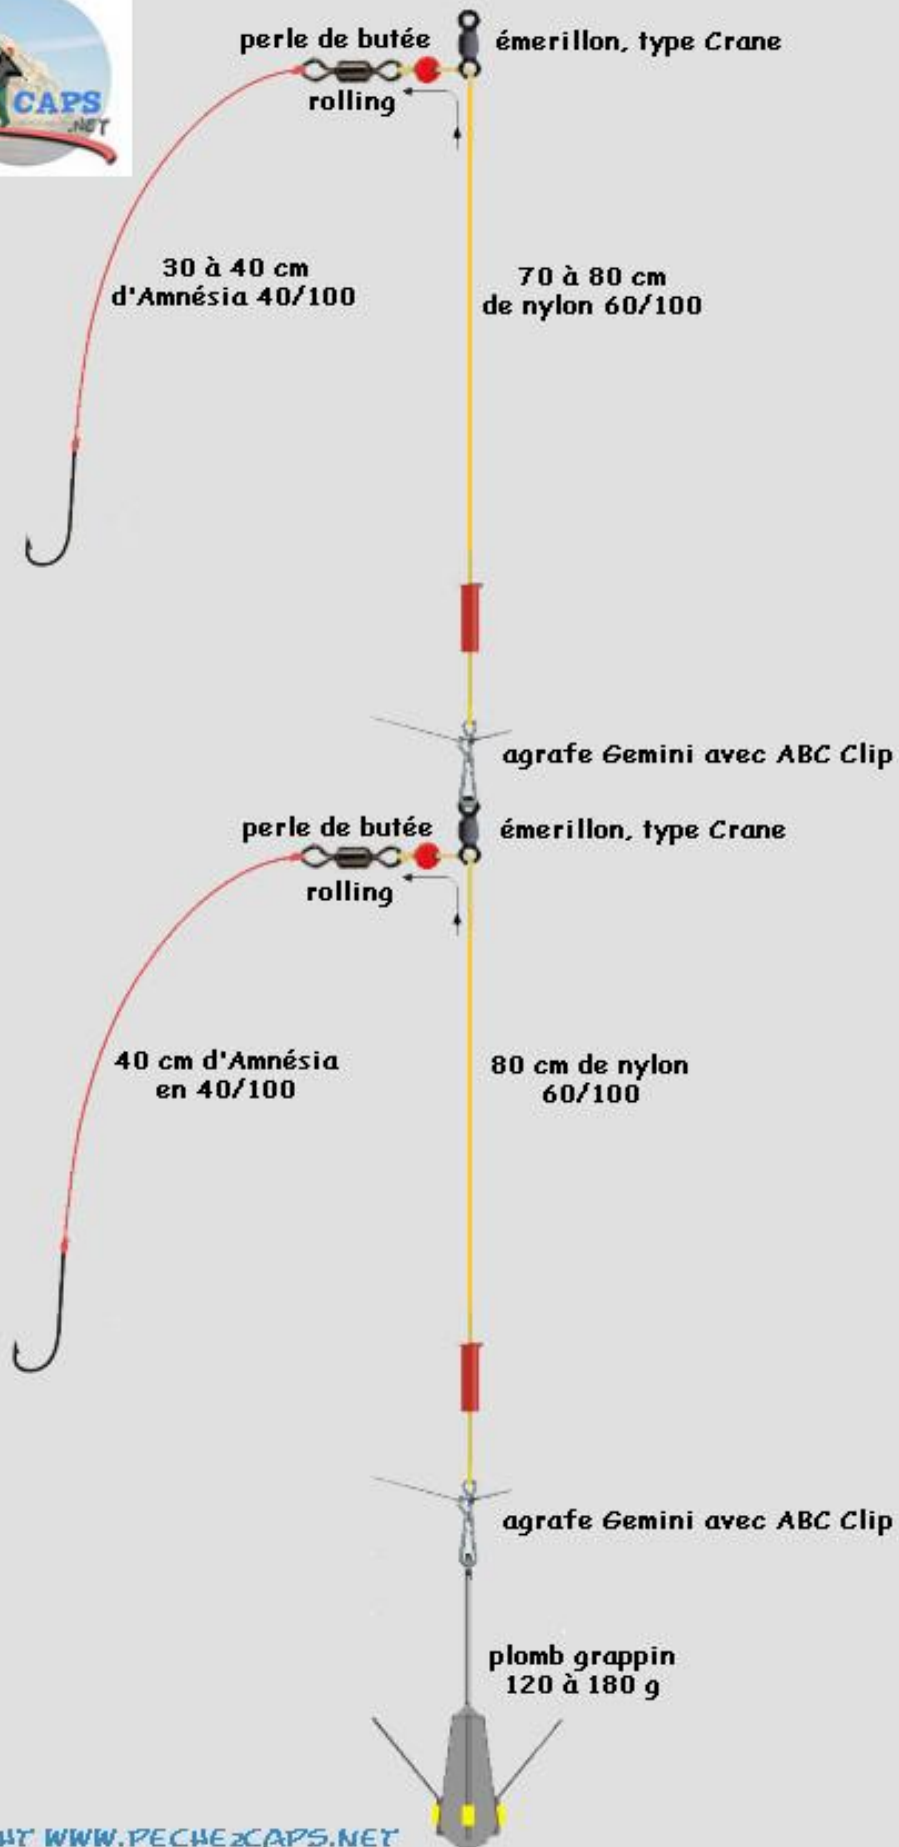 CAPS
.NET
perle de butée
émerillon, type Crane
rolling
30 à 40 cm
d'Amnésia 40/100
70 à 80 cm
de nylon 60/100
agrafe Gemini avec ABC Clip
perle de butée
émerillon, type Crane
rolling
40 cm d'Amnésia
en 40/100
80 cm de nylon
60/100
agrafe Gemini avec ABC Clip
plomb grappin
120 à 180 g
WWW.PECHE2CAPS.NET